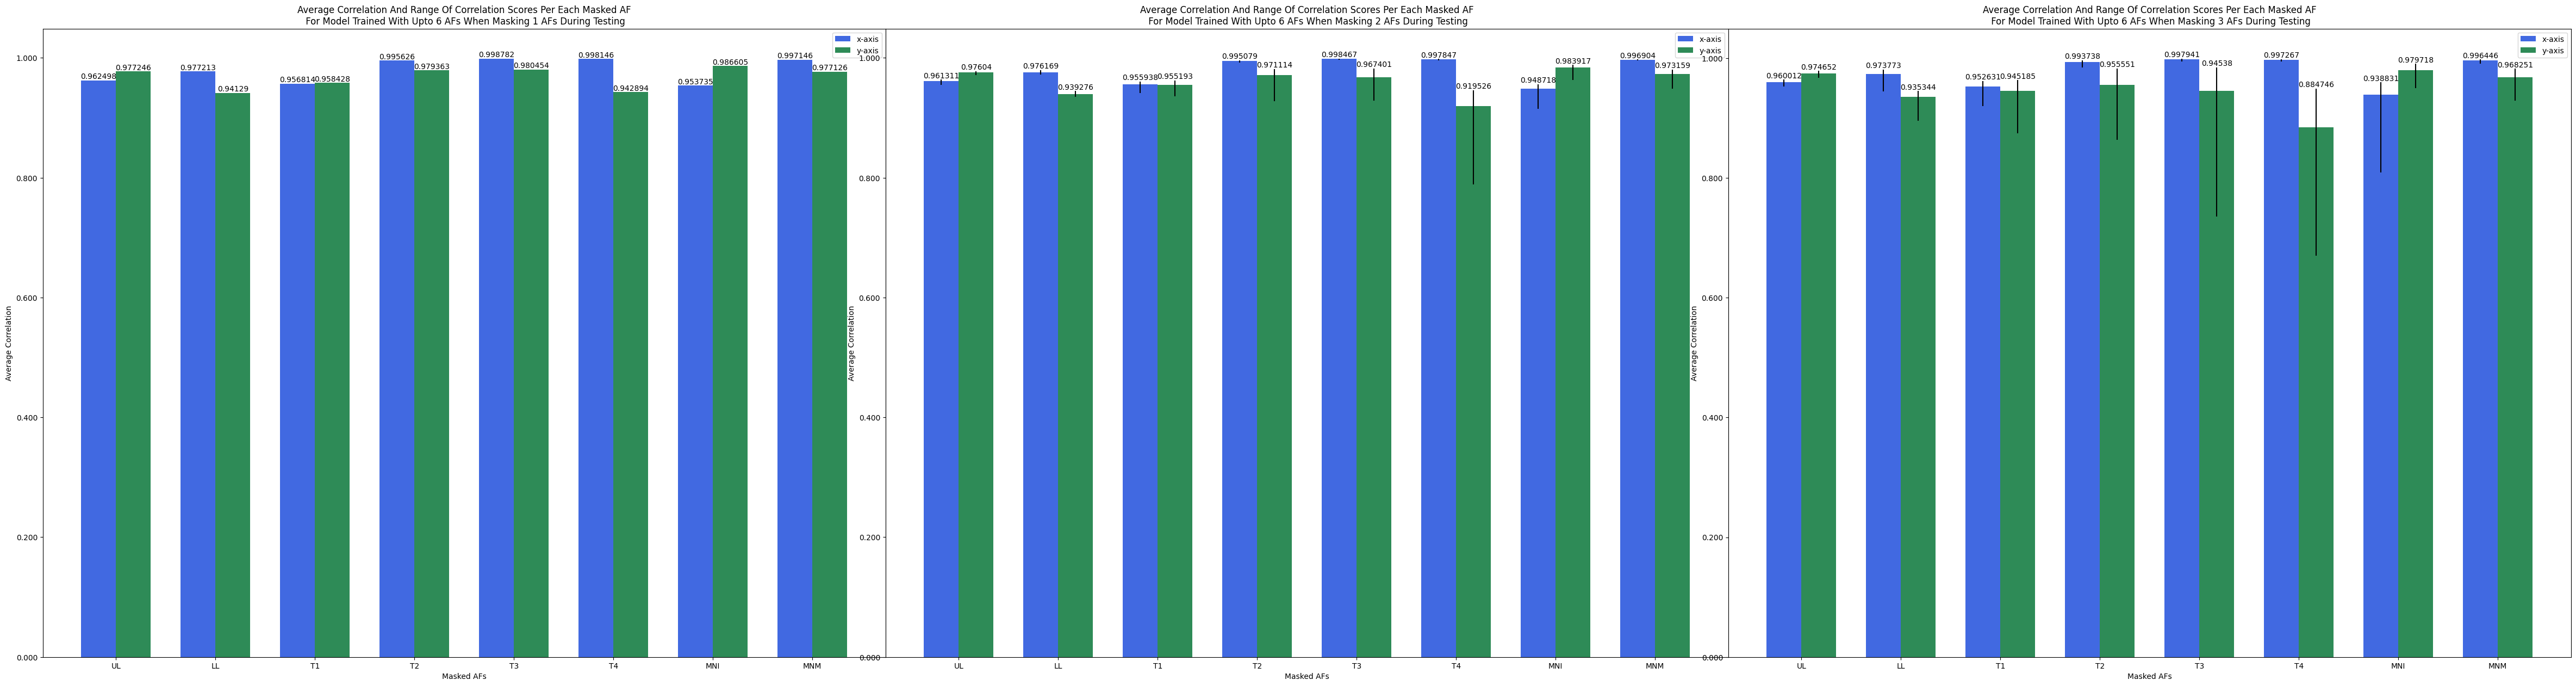 Average Correlation And Range Of Correlation Scores Per Each Masked AF
For Model Trained With Upto 6 AFs When Masking 1 AFs During Testing
x-axis
y-axis
1.000
0.800
0.600
0.400
0.200
0.000
Average Correlation
0.962498
0.977246
0.977213
0.94129
0.956814
0.958428
0.995626
0.979363
0.998782
0.980454
0.998146
0.942894
0.953735
0.986605
0.997146
0.977126
UL
LL
T1
T2
T3
T4
MNI
MNM
Masked AFs
Average Correlation And Range Of Correlation Scores Per Each Masked AF
For Model Trained With Upto 6 AFs When Masking 2 AFs During Testing
x-axis
y-axis
1.000
0.800
0.600
0.400
0.200
0.000
Average Correlation
0.961311
0.97604
0.976169
0.939276
0.955938
0.955193
0.995079
0.971114
0.998467
0.967401
0.997847
0.919526
0.948718
0.983917
0.996904
0.973159
UL
LL
T1
T2
T3
T4
MNI
MNM
Masked AFs
Average Correlation And Range Of Correlation Scores Per Each Masked AF
For Model Trained With Upto 6 AFs When Masking 3 AFs During Testing
x-axis
y-axis
1.000
0.800
0.600
0.400
0.200
0.000
Average Correlation
0.960012
0.974652
0.973773
0.935344
0.952631
0.945185
0.993738
0.955551
0.997941
0.94538
0.997267
0.884746
0.938831
0.979718
0.996446
0.968251
UL
LL
T1
T2
T3
T4
MNI
MNM
Masked AFs